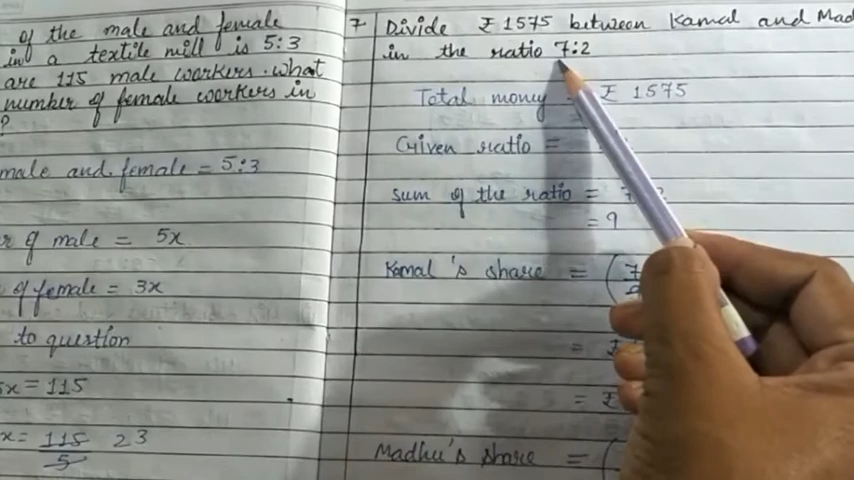 of the male and female
in a textile mill is 5:3
are 115 male workers. what
number of female workers in
?
male and female = 5:3
r of male = 5x
of female = 3x
to question
5x = 115
x = 115 23
5
7 Divide ₹ 1575 between Kamal and Mad
in the ratio 7:2
Total money = ₹ 1575
Given ratio =
sum of the ratio = 7
= 9
Kamal's share = (7
= ₹
= ₹
Madhu's share = (